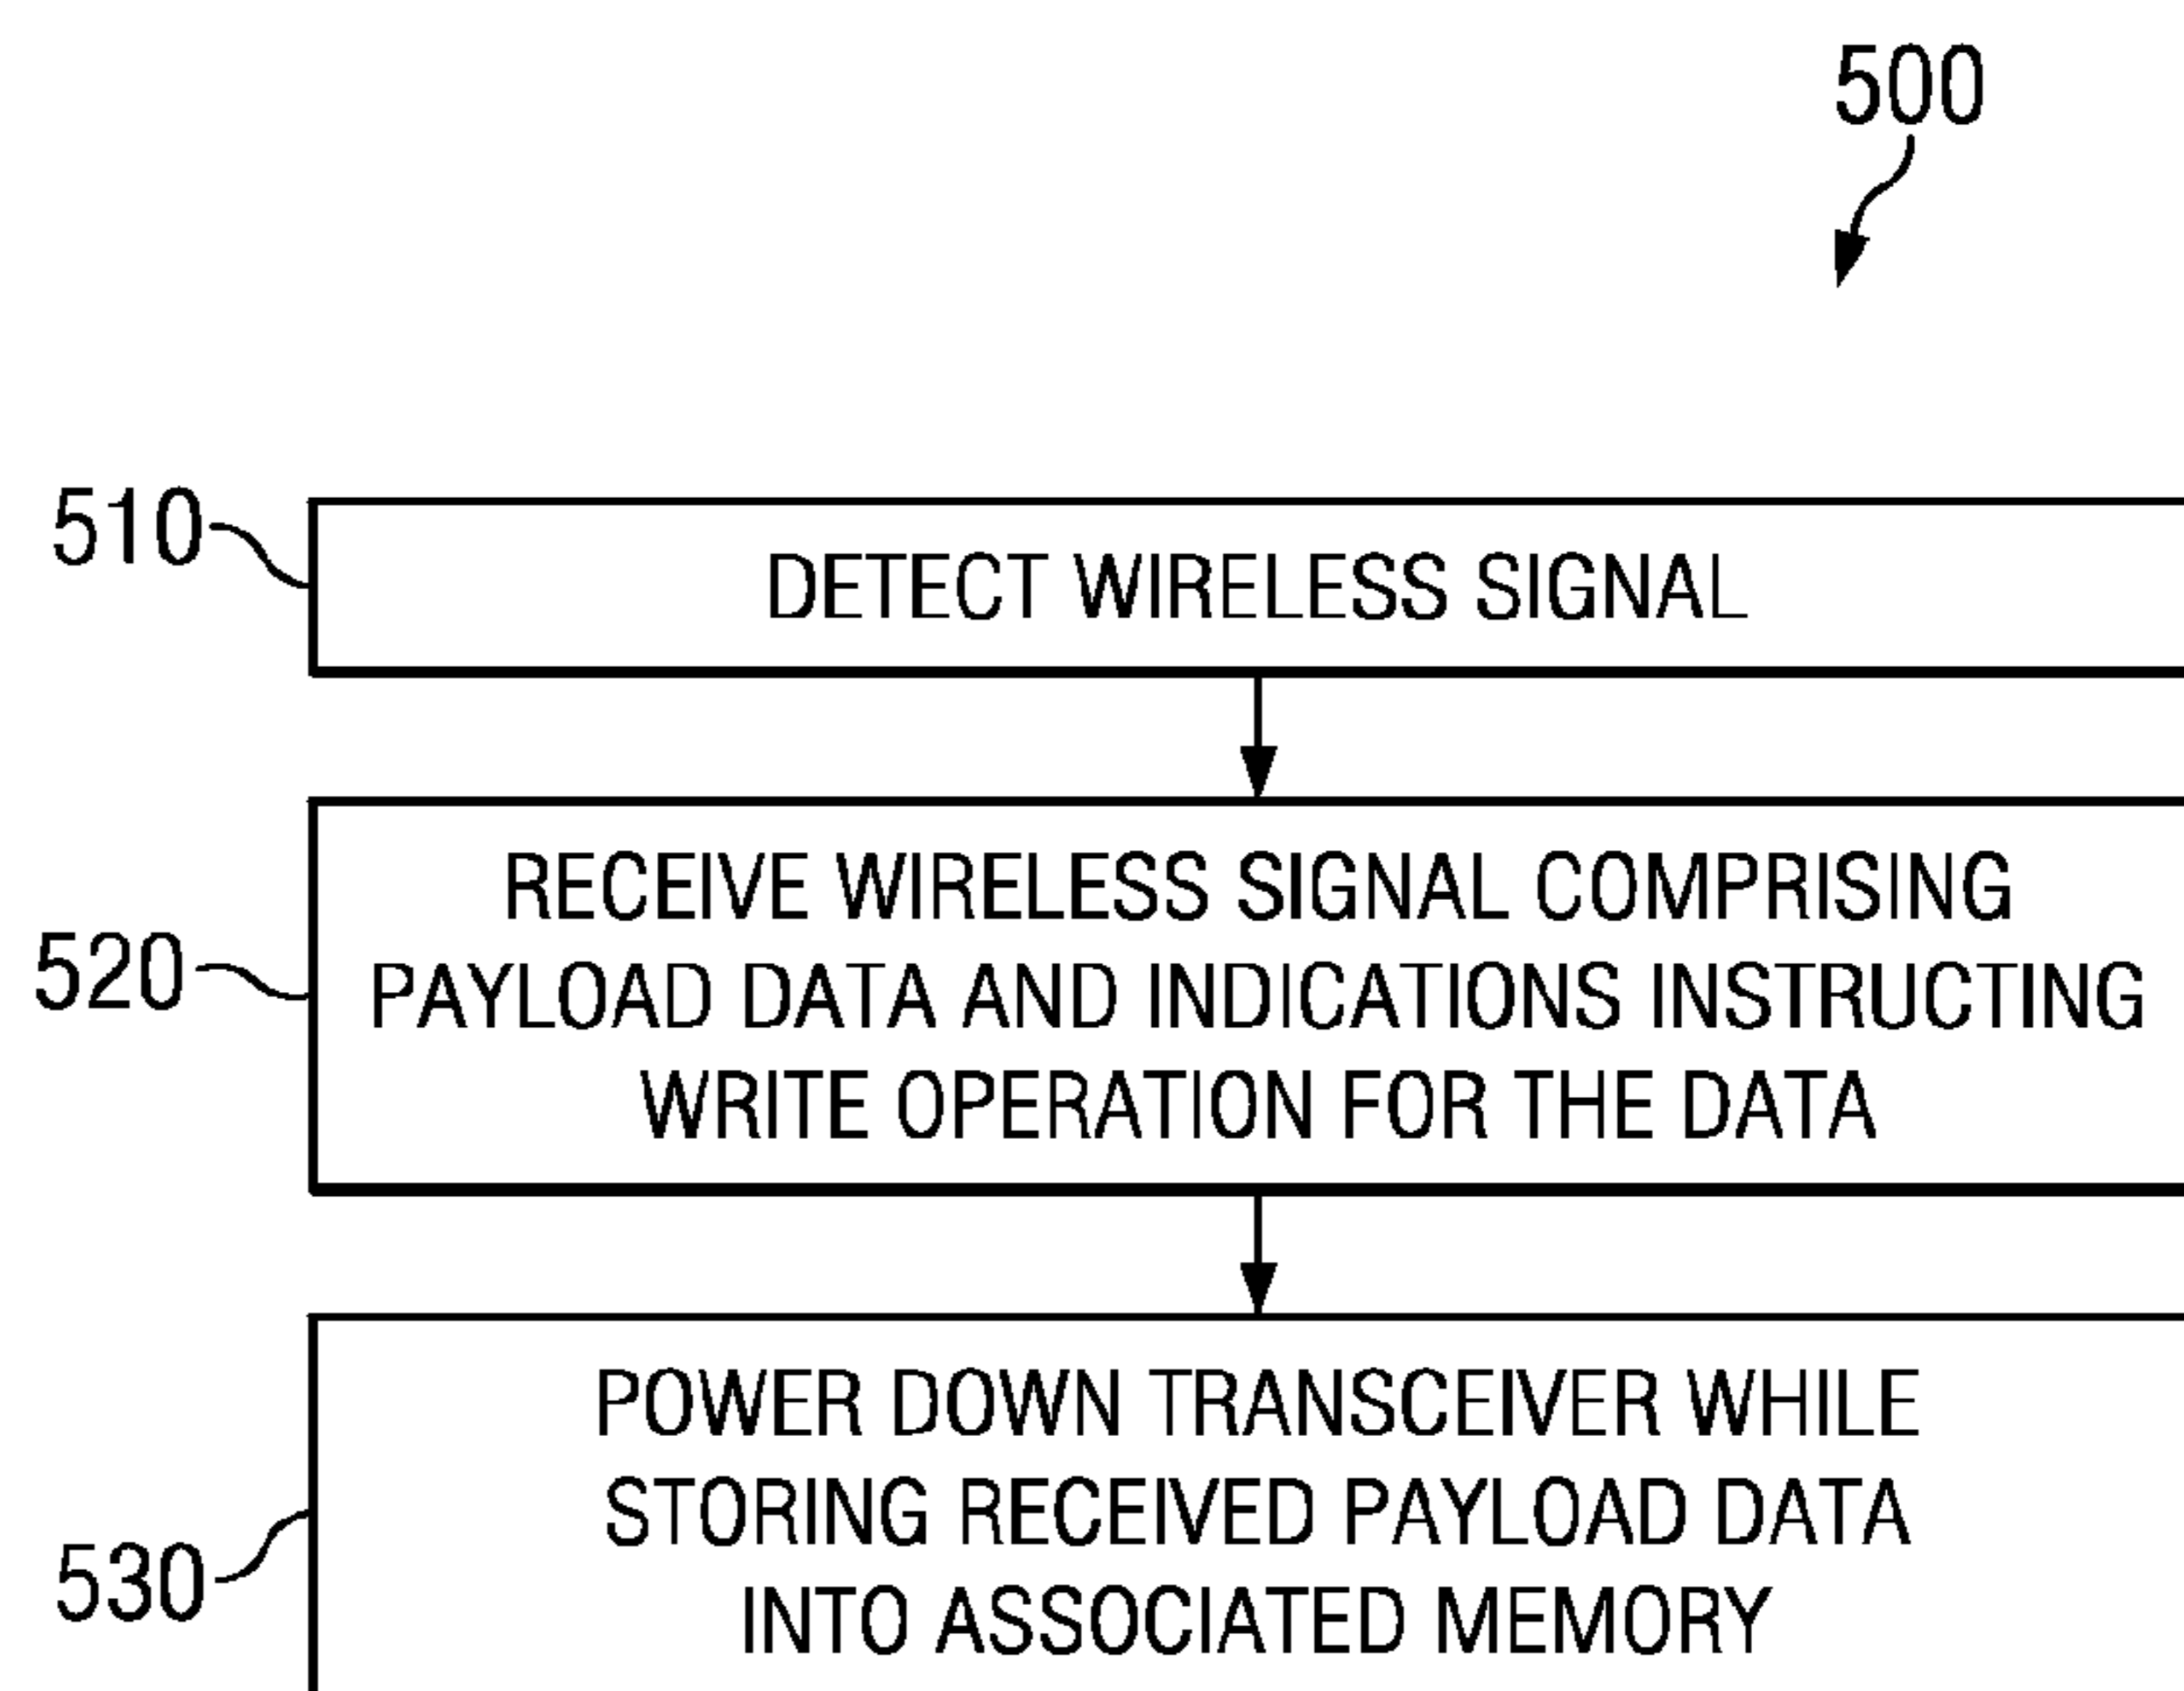 500
510
DETECT WIRELESS SIGNAL
520
RECEIVE WIRELESS SIGNAL COMPRISING
PAYLOAD DATA AND INDICATIONS INSTRUCTING
WRITE OPERATION FOR THE DATA
530
POWER DOWN TRANSCEIVER WHILE
STORING RECEIVED PAYLOAD DATA
INTO ASSOCIATED MEMORY